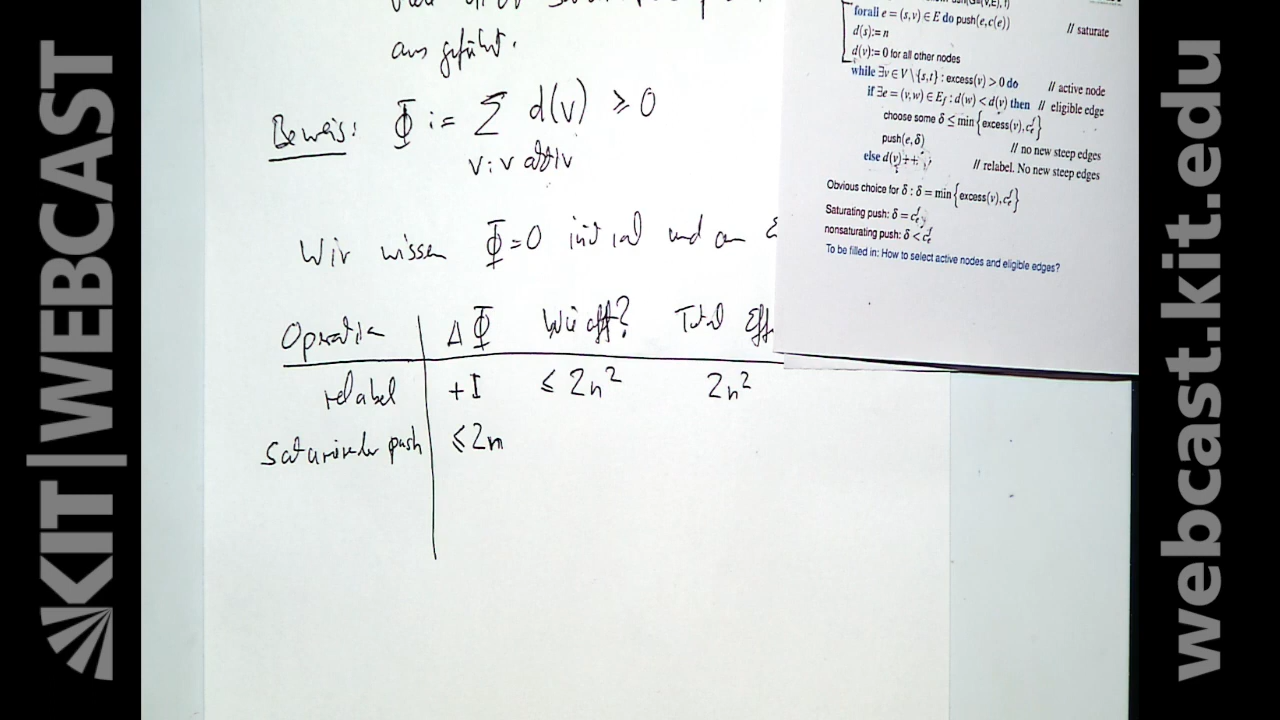 KIT|WEBCAST
aus geführt.
Beweis: Φ := ∑ d(v) ≥ 0
v: v aktiv
Wir wissen Φ=0 initial und am E
Operation ΔΦ Wie oft? Total Eff
relabel +1 ≤ 2n² 2n²
saturierender push ≤ 2n
forall e = (s,v) ∈ E do push(e,c(e)) // saturate
d(s):= n
d(v):= 0 for all other nodes
while ∃v ∈ V \ {s,t} : excess(v) > 0 do // active node
if ∃e = (v,w) ∈ E_f : d(w) < d(v) then // eligible edge
choose some δ ≤ min{excess(v), c_e^f}
push(e,δ) // no new steep edges
else d(v)++ // relabel. No new steep edges
Obvious choice for δ : δ = min{excess(v), c_e^f}
Saturating push: δ = c_e^f
nonsaturating push: δ < c_e^f
To be filled in: How to select active nodes and eligible edges?
webcast.kit.edu